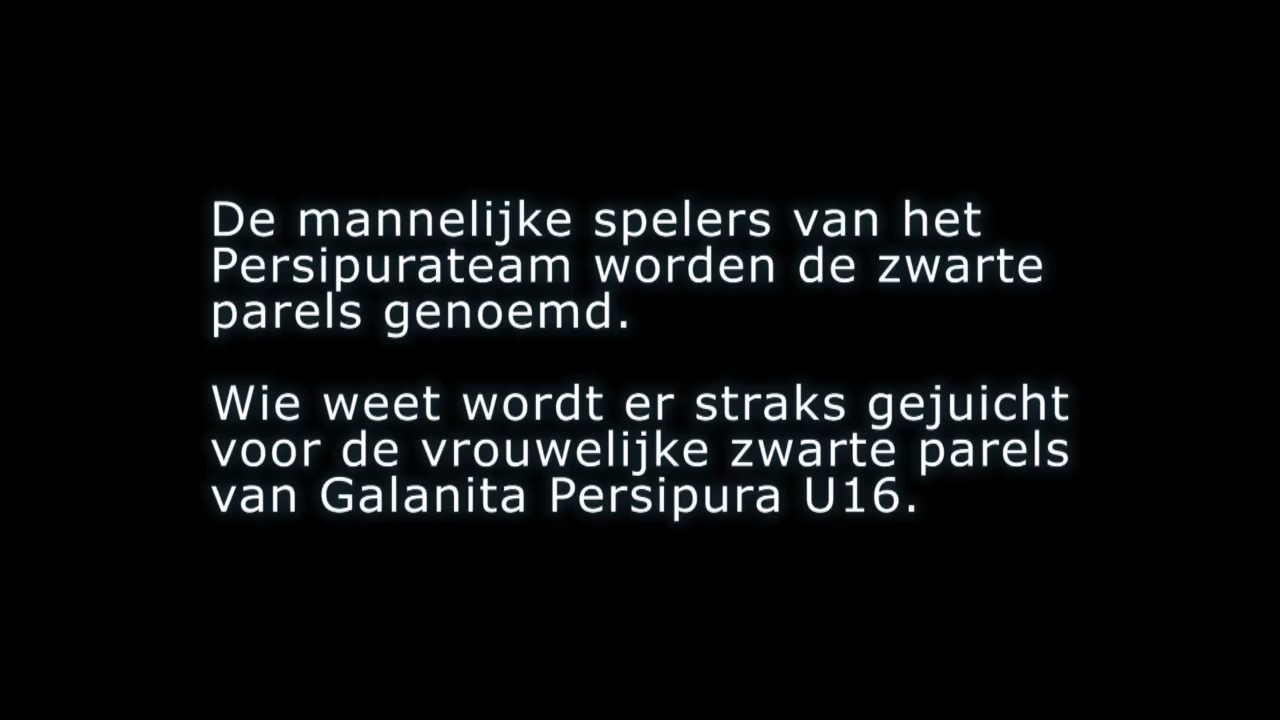 De mannelijke spelers van het
Persipurateam worden de zwarte
parels genoemd.
Wie weet wordt er straks gejuicht
voor de vrouwelijke zwarte parels
van Galanita Persipura U16.